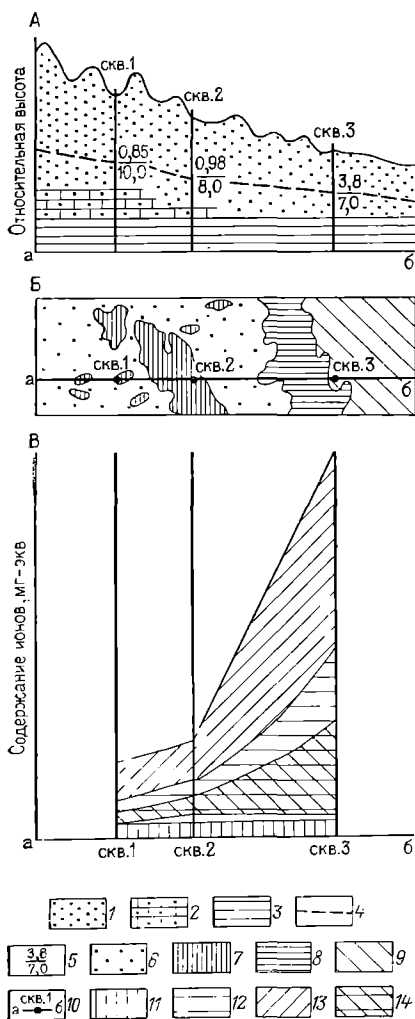 А
Относительная высота
скв.1
скв.2
скв.3
0,85
10,0
0,98
8,0
3,8
7,0
а б
Б
скв.1 скв.2 скв.3
а б
В
Содержание ионов, мг-экв
а б
скв.1 скв.2 скв.3
1 2 3 4
3,8
7,0 5 6 7 8 9
скв.1
а б 10 11 12 13 14